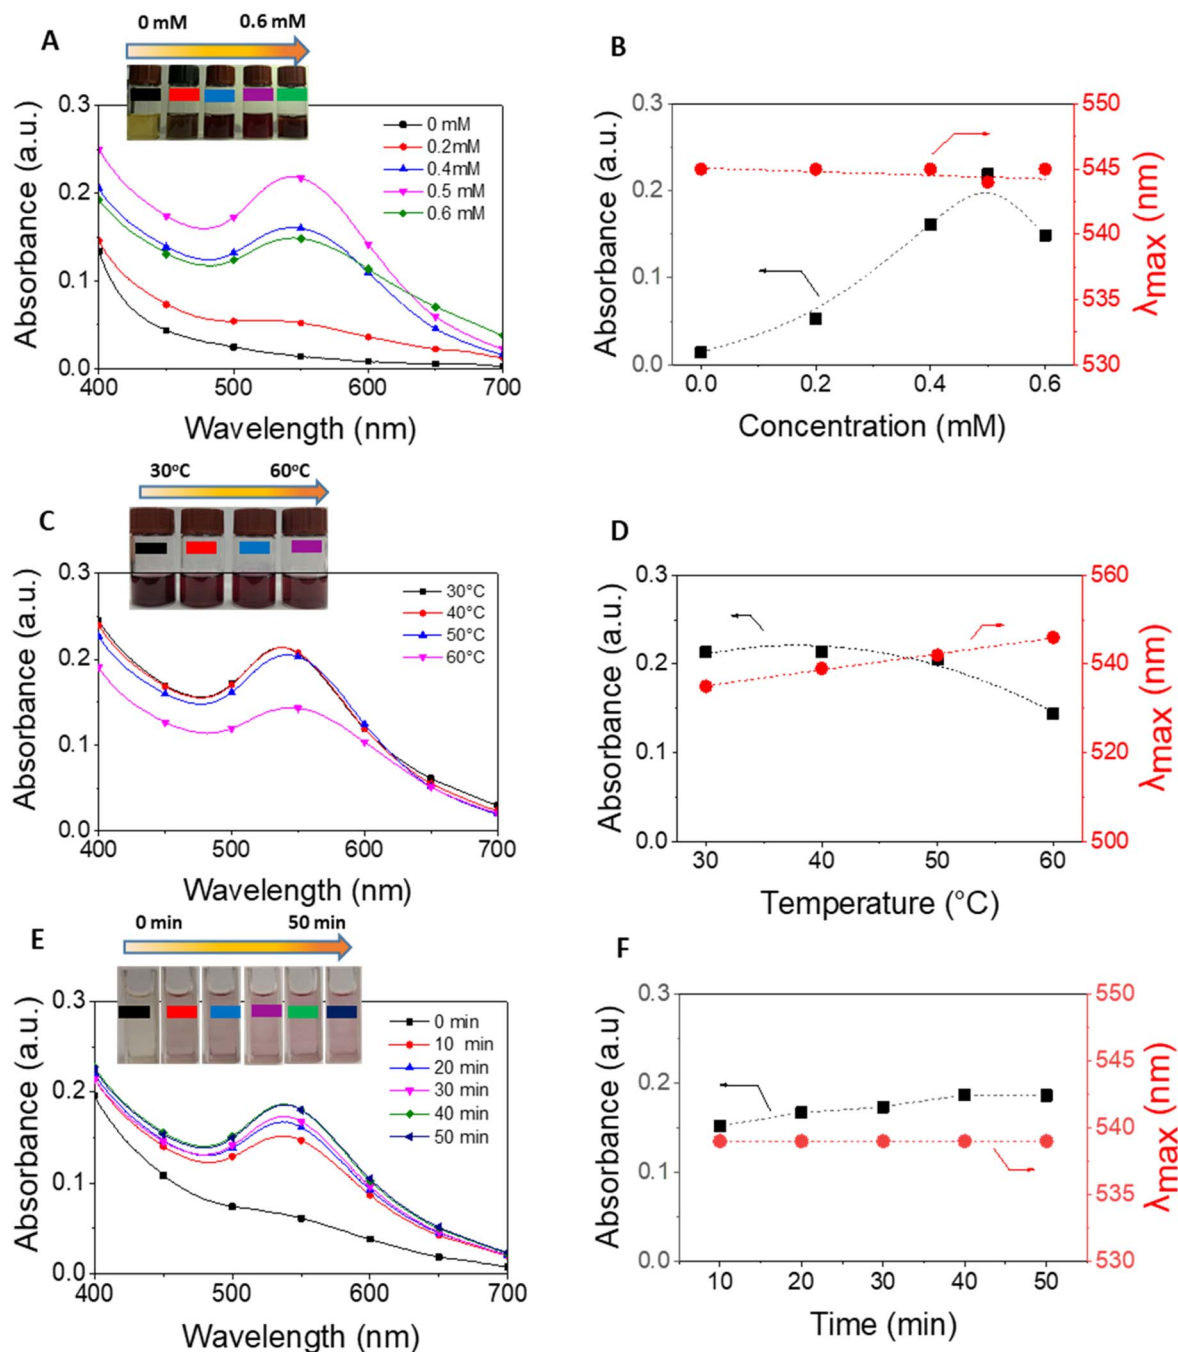 A
0 mM 0.6 mM
Absorbance (a.u.)
0.3
0.2
0.1
0.0
400 500 600 700
Wavelength (nm)
0 mM
0.2mM
0.4mM
0.5 mM
0.6 mM
B
Absorbance (a.u.)
0.3
0.2
0.1
0.0
0.0 0.2 0.4 0.6
Concentration (mM)
550
545
540
535
530
λmax (nm)
C
30°C 60°C
Absorbance (a.u.)
0.3
0.2
0.1
0.0
400 500 600 700
Wavelength (nm)
30°C
40°C
50°C
60°C
D
Absorbance (a.u.)
0.3
0.2
0.1
0.0
30 40 50 60
Temperature (°C)
560
540
520
500
λmax (nm)
E
0 min 50 min
Absorbance (a.u)
0.3
0.2
0.1
0.0
400 500 600 700
Wavelength (nm)
0 min
10 min
20 min
30 min
40 min
50 min
F
Absorbance (a.u.)
0.3
0.2
0.1
0.0
10 20 30 40 50
Time (min)
550
545
540
535
530
λmax (nm)